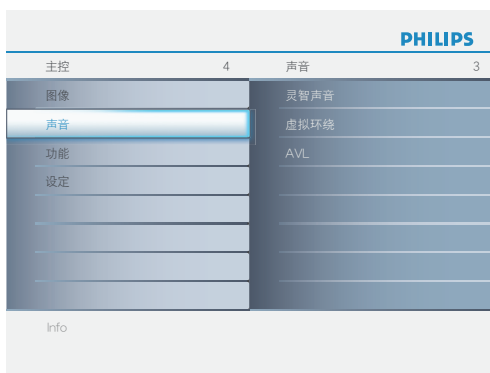 PHILIPS
主控 4 声音 3
图像 灵智声音
声音 虚拟环绕
功能 AVL
设定
Info